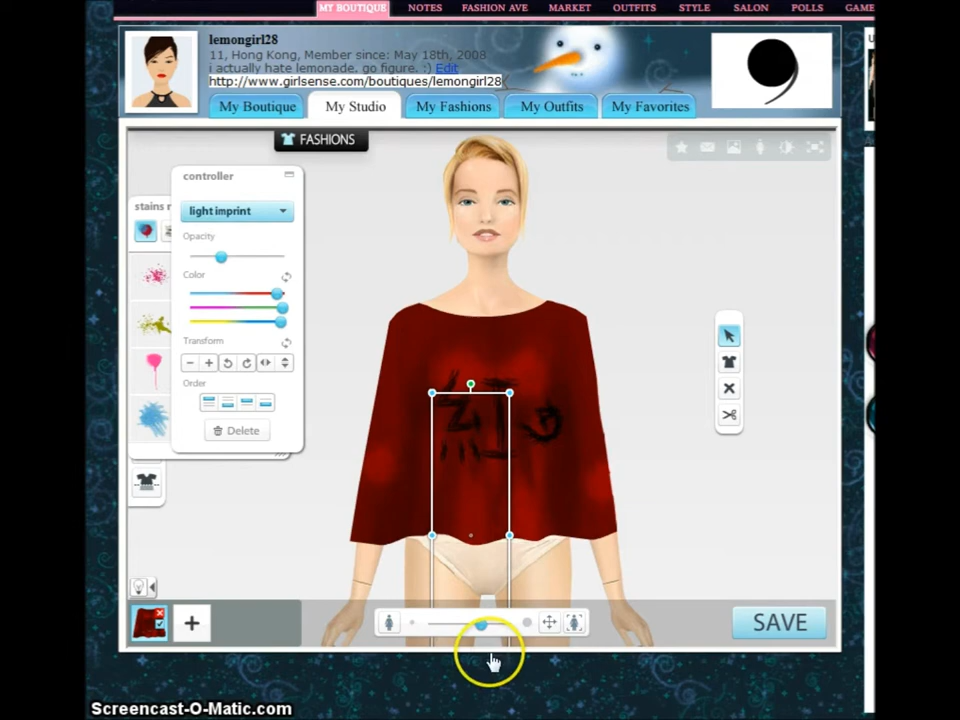 MY BOUTIQUE NOTES FASHION AVE MARKET OUTFITS STYLE SALON POLLS GAME
lemongirl28
11, Hong Kong, Member since: May 18th, 2008
i actually hate lemonade. go figure. :) Edit
http://www.girlsense.com/boutiques/lemongirl28
My Boutique My Studio My Fashions My Outfits My Favorites
FASHIONS
controller
stains
light imprint
Opacity
Color
Transform
Order
Delete
SAVE
Screencast-O-Matic.com